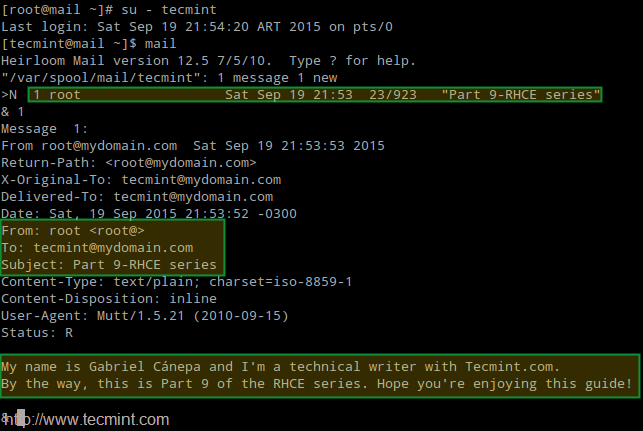 [root@mail ~]# su - tecmint
Last login: Sat Sep 19 21:54:20 ART 2015 on pts/0
[tecmint@mail ~]$ mail
Heirloom Mail version 12.5 7/5/10.  Type ? for help.
"/var/spool/mail/tecmint": 1 message 1 new
>N  1 root                  Sat Sep 19 21:53  23/923   "Part 9-RHCE series"
& 1
Message  1:
From root@mydomain.com  Sat Sep 19 21:53:53 2015
Return-Path: <root@mydomain.com>
X-Original-To: tecmint@mydomain.com
Delivered-To: tecmint@mydomain.com
Date: Sat, 19 Sep 2015 21:53:52 -0300
From: root <root@>
To: tecmint@mydomain.com
Subject: Part 9-RHCE series
Content-Type: text/plain; charset=iso-8859-1
Content-Disposition: inline
User-Agent: Mutt/1.5.21 (2010-09-15)
Status: R
My name is Gabriel Cánepa and I'm a technical writer with Tecmint.com.
By the way, this is Part 9 of the RHCE series. Hope you're enjoying this guide!
&
http://www.tecmint.com